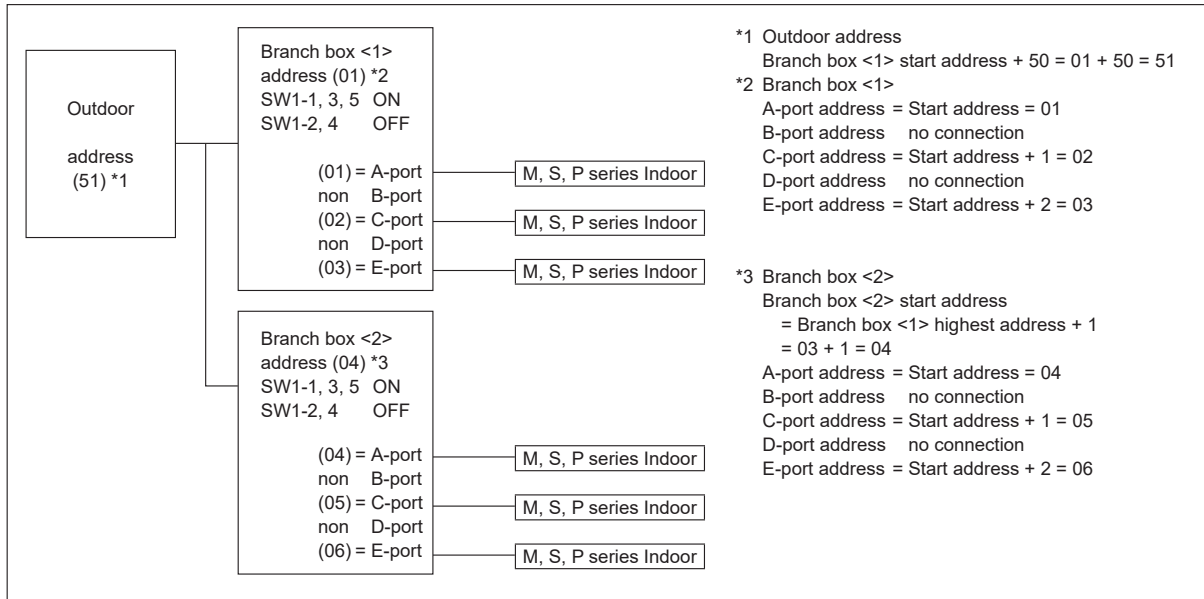 Outdoor
address
(51) *1
Branch box <1>
address (01) *2
SW1-1, 3, 5 ON
SW1-2, 4 OFF
(01) = A-port
non B-port
(02) = C-port
non D-port
(03) = E-port
M, S, P series Indoor
M, S, P series Indoor
M, S, P series Indoor
Branch box <2>
address (04) *3
SW1-1, 3, 5 ON
SW1-2, 4 OFF
(04) = A-port
non B-port
(05) = C-port
non D-port
(06) = E-port
M, S, P series Indoor
M, S, P series Indoor
M, S, P series Indoor
*1 Outdoor address
Branch box <1> start address + 50 = 01 + 50 = 51
*2 Branch box <1>
A-port address = Start address = 01
B-port address no connection
C-port address = Start address + 1 = 02
D-port address no connection
E-port address = Start address + 2 = 03
*3 Branch box <2>
Branch box <2> start address
= Branch box <1> highest address + 1
= 03 + 1 = 04
A-port address = Start address = 04
B-port address no connection
C-port address = Start address + 1 = 05
D-port address no connection
E-port address = Start address + 2 = 06